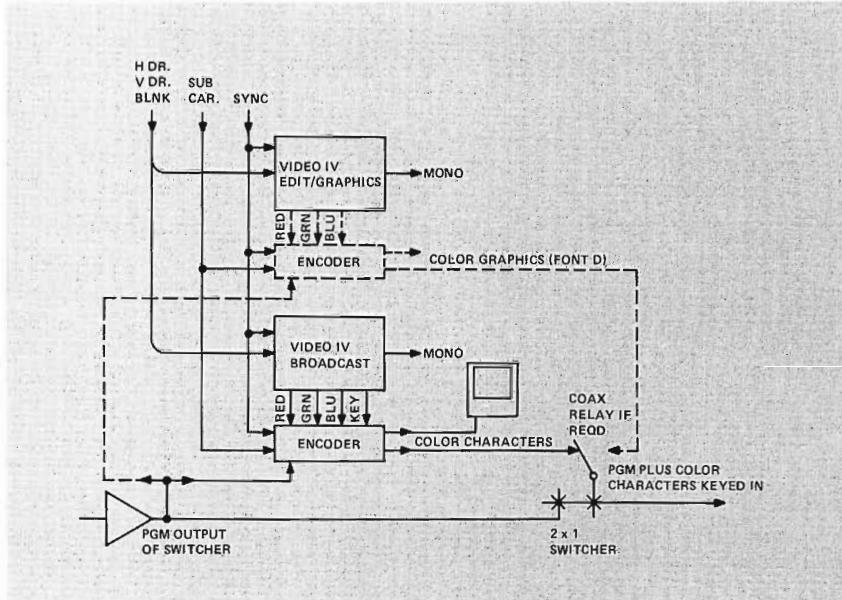 H DR.
V DR.
BLNK
SUB
CAR.
SYNC
VIDEO IV
EDIT/GRAPHICS
MONO
RED
GRN
BLU
ENCODER
COLOR GRAPHICS (FONT D)
VIDEO IV
BROADCAST
MONO
RED
GRN
BLU
KEY
ENCODER
COLOR CHARACTERS
COAX
RELAY IF
REQD
PGM PLUS COLOR
CHARACTERS KEYED IN
PGM OUTPUT
OF SWITCHER
2 x 1
SWITCHER